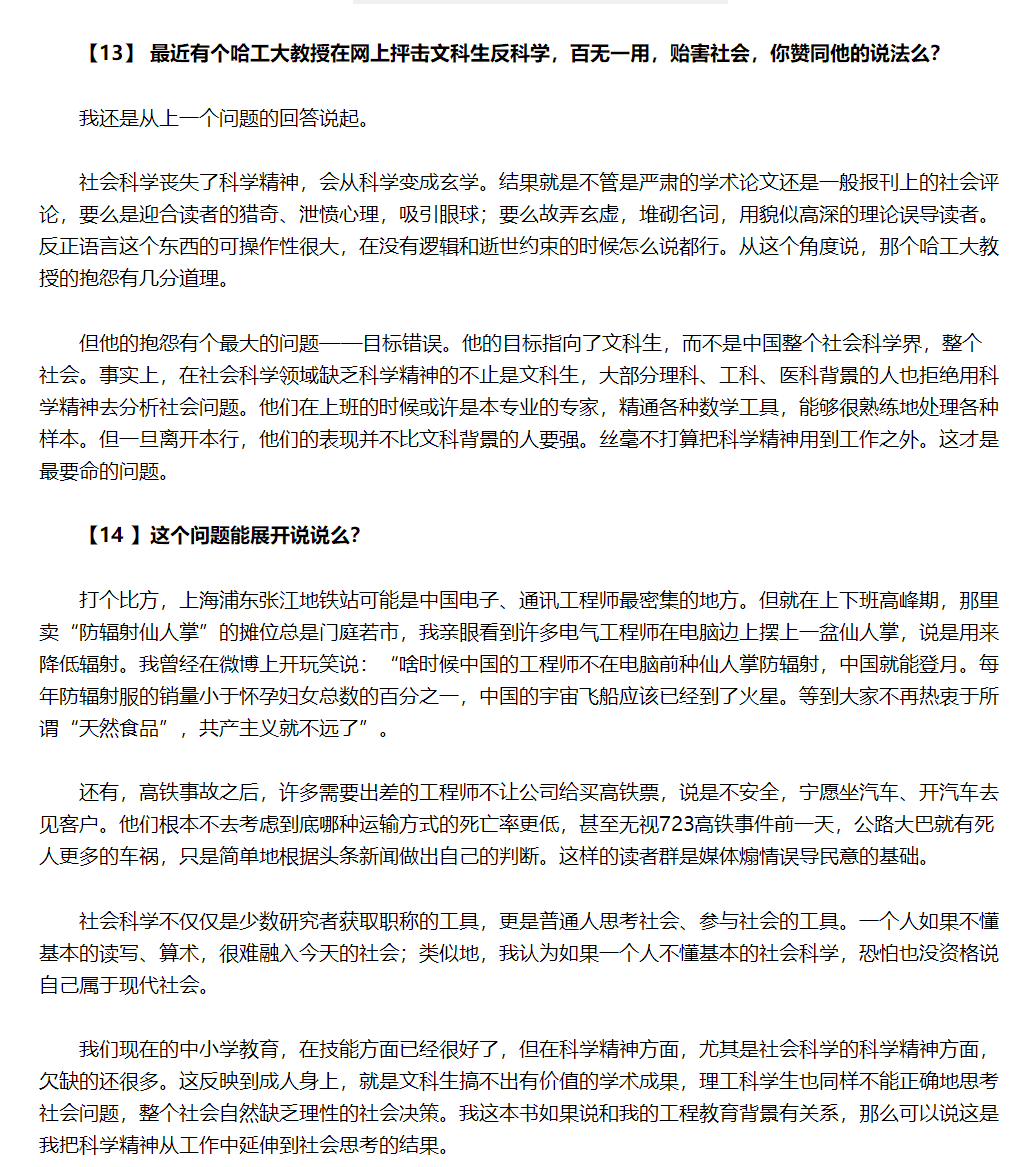 【13】 最近有个哈工大教授在网上抨击文科生反科学，百无一用，贻害社会，你赞同他的说法么？
我还是从上一个问题的回答说起。
社会科学丧失了科学精神，会从科学变成玄学。结果就是不管是严肃的学术论文还是一般报刊上的社会评
论，要么是迎合读者的猎奇、泄愤心理，吸引眼球；要么故弄玄虚，堆砌名词，用貌似高深的理论误导读者。
反正语言这个东西的可操作性很大，在没有逻辑和逝世约束的时候怎么说都行。从这个角度说，那个哈工大教
授的抱怨有几分道理。
但他的抱怨有个最大的问题——目标错误。他的目标指向了文科生，而不是中国整个社会科学界，整个
社会。事实上，在社会科学领域缺乏科学精神的不止是文科生，大部分理科、工科、医科背景的人也拒绝用科
学精神去分析社会问题。他们在上班的时候或许是本专业的专家，精通各种数学工具，能够很熟练地处理各种
样本。但一旦离开本行，他们的表现并不比文科背景的人要强。丝毫不打算把科学精神用到工作之外。这才是
最要命的问题。
【14 】这个问题能展开说说么？
打个比方，上海浦东张江地铁站可能是中国电子、通讯工程师最密集的地方。但就在上下班高峰期，那里
卖“防辐射仙人掌”的摊位总是门庭若市，我亲眼看到许多电气工程师在电脑边上摆上一盆仙人掌，说是用来
降低辐射。我曾经在微博上开玩笑说：“啥时候中国的工程师不在电脑前种仙人掌防辐射，中国就能登月。每
年防辐射服的销量小于怀孕妇女总数的百分之一，中国的宇宙飞船应该已经到了火星。等到大家不再热衷于所
谓“天然食品”，共产主义就不远了”。
还有，高铁事故之后，许多需要出差的工程师不让公司给买高铁票，说是不安全，宁愿坐汽车、开汽车去
见客户。他们根本不去考虑到底哪种运输方式的死亡率更低，甚至无视723高铁事件前一天，公路大巴就有死
人更多的车祸，只是简单地根据头条新闻做出自己的判断。这样的读者群是媒体煽情误导民意的基础。
社会科学不仅仅是少数研究者获取职称的工具，更是普通人思考社会、参与社会的工具。一个人如果不懂
基本的读写、算术，很难融入今天的社会；类似地，我认为如果一个人不懂基本的社会科学，恐怕也没资格说
自己属于现代社会。
我们现在的中小学教育，在技能方面已经很好了，但在科学精神方面，尤其是社会科学的科学精神方面，
欠缺的还很多。这反映到成人身上，就是文科生搞不出有价值的学术成果，理工科学生也同样不能正确地思考
社会问题，整个社会自然缺乏理性的社会决策。我这本书如果说和我的工程教育背景有关系，那么可以说这是
我把科学精神从工作中延伸到社会思考的结果。